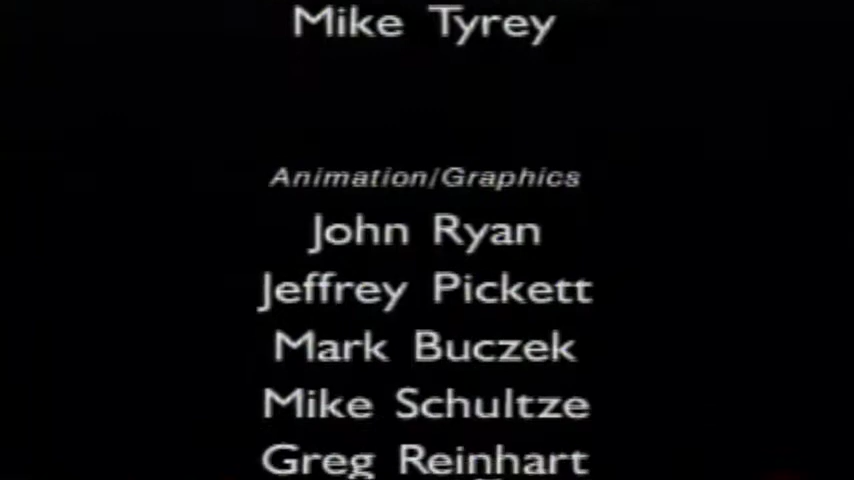 Mike Tyrey
Animation/Graphics
John Ryan
Jeffrey Pickett
Mark Buczek
Mike Schultze
Greg Reinhart